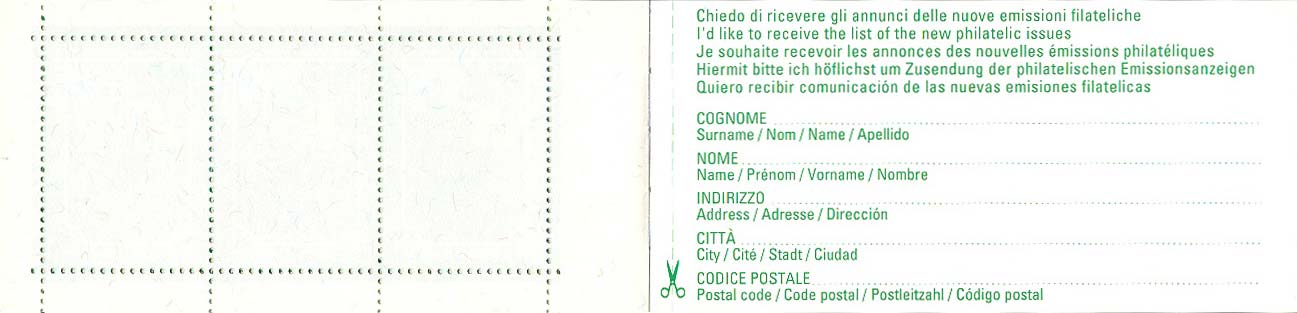 Chiedo di ricevere gli annunci delle nuove emissioni filateliche
I'd like to receive the list of the new philatelic issues
Je souhaite recevoir les annonces des nouvelles émissions philatéliques
Hiermit bitte ich höflichst um Zusendung der philatelischen Emissionsanzeigen
Quiero recibir comunicación de las nuevas emisiones filatelicas
COGNOME
Surname / Nom / Name / Apellido
NOME
Name / Prénom / Vorname / Nombre
INDIRIZZO
Address / Adresse / Dirección
CITTÀ
City / Cité / Stadt / Ciudad
CODICE POSTALE
Postal code / Code postal / Postleitzahl / Código postal